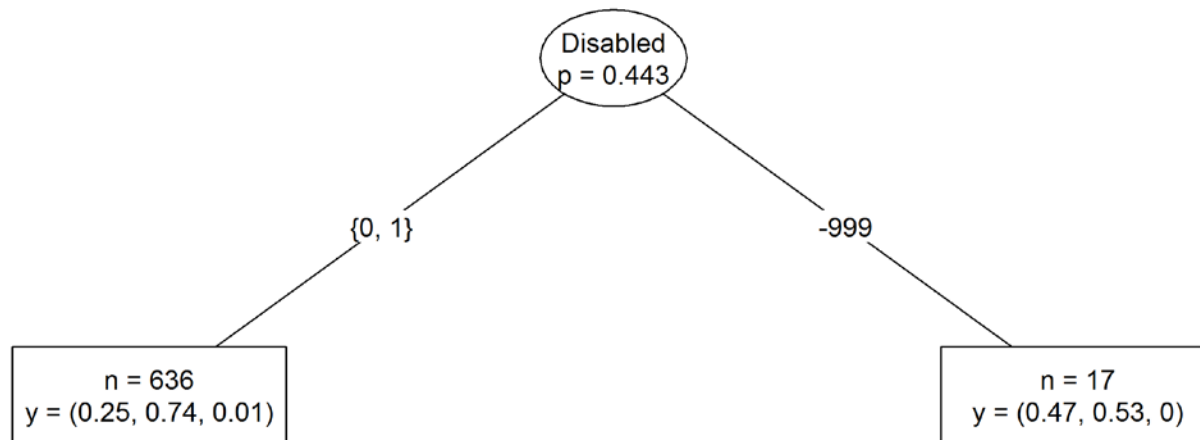 Disabled
p = 0.443
{0, 1}
-999
n = 636
y = (0.25, 0.74, 0.01)
n = 17
y = (0.47, 0.53, 0)